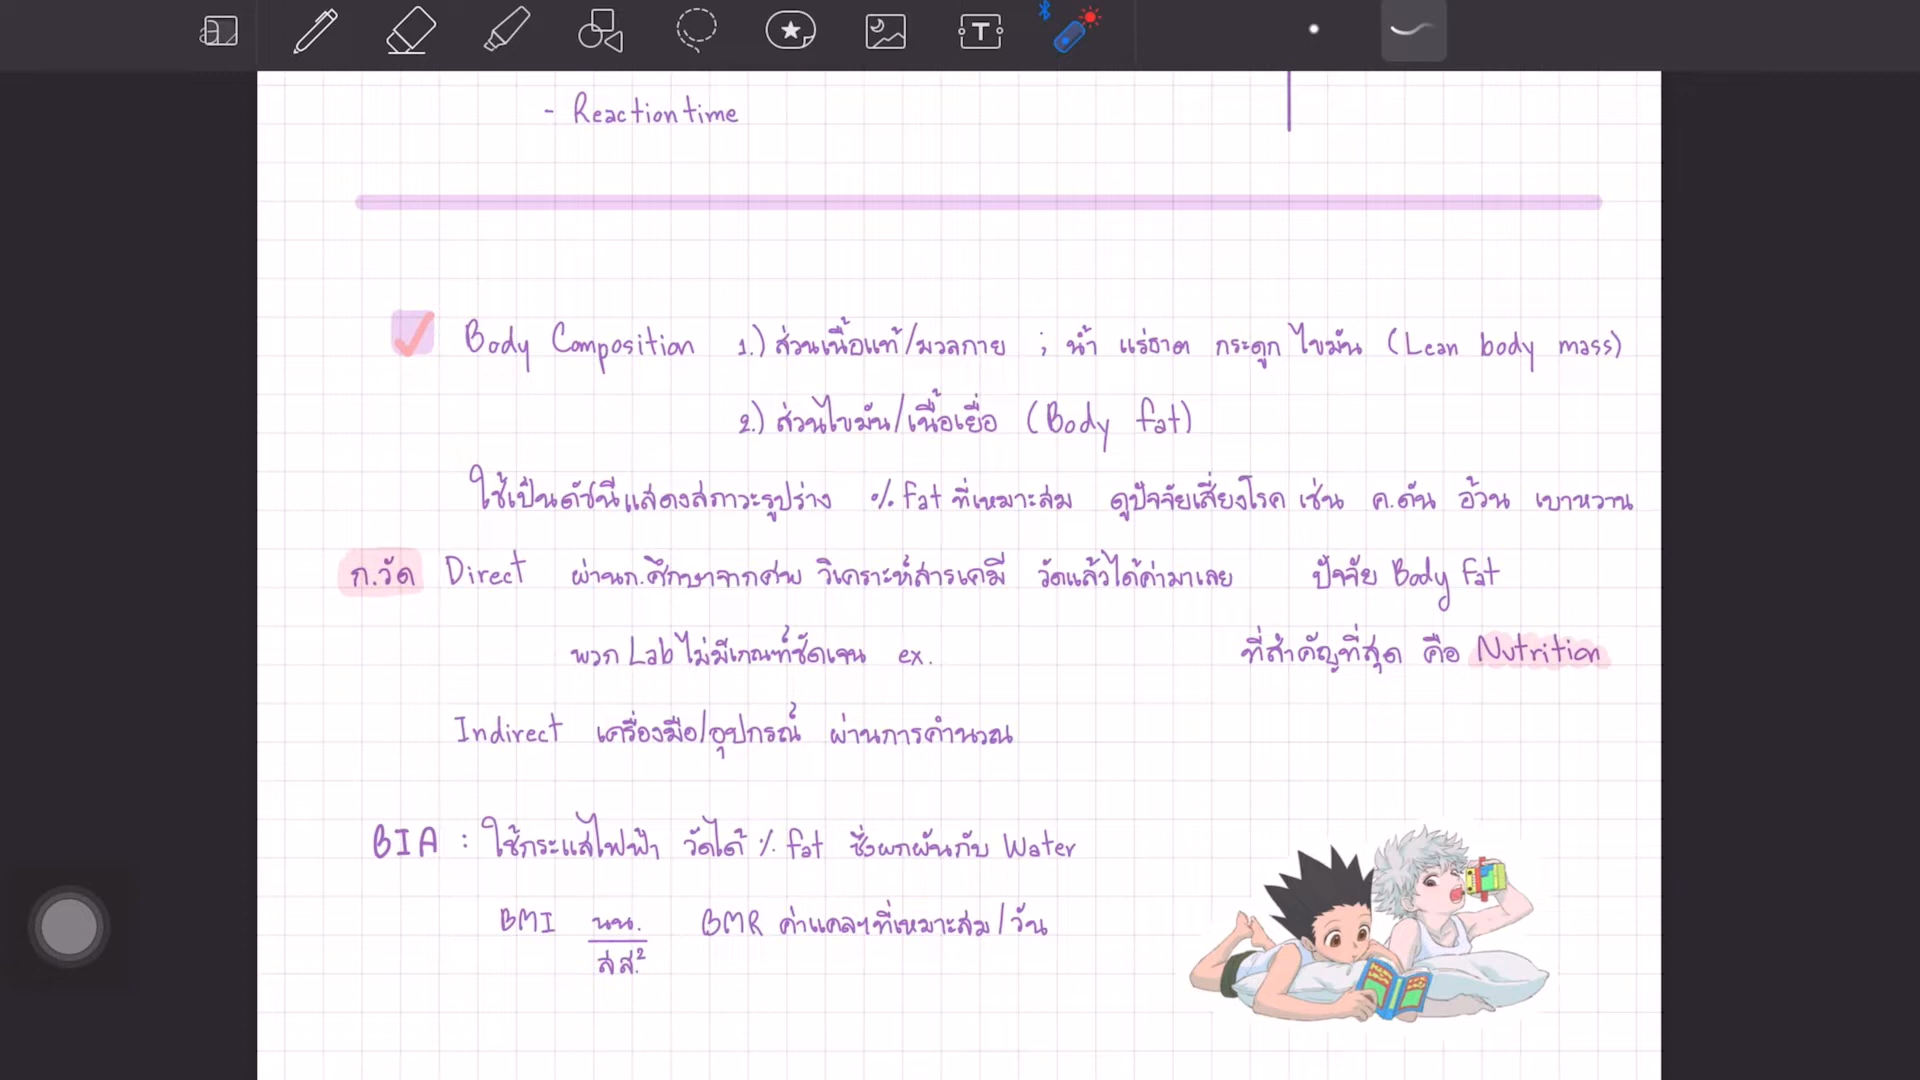 - Reaction time
Body Composition 1.) ส่วนเนื้อแท้/มวลกาย ; น้ำ แร่ธาตุ กระดูก ไขมัน (Lean body mass)
2.) ส่วนไขมัน/เนื้อเยื่อ (Body fat)
ใช้เป็นดัชนีแสดงสภาวะรูปร่าง % fat ที่เหมาะสม ดูปัจจัยเสี่ยงโรค เช่น ค.ดัน อ้วน เบาหวาน
ก.วัด Direct ผ่านก.ศึกษาจากศพ วิเคราะห์สารเคมี วัดแล้วได้ค่ามาเลย ปัจจัย Body Fat
พวก Lab ไม่มีเกณฑ์ชัดเจน ex. ที่สำคัญที่สุด คือ Nutrition
Indirect เครื่องมือ/อุปกรณ์ ผ่านการคำนวณ
BIA : ใช้กระแสไฟฟ้า วัดได้ % fat ซึ่งผกผันกับ Water
BMI นน. BMR ค่าแคลฯที่เหมาะสม/วัน
สส.²